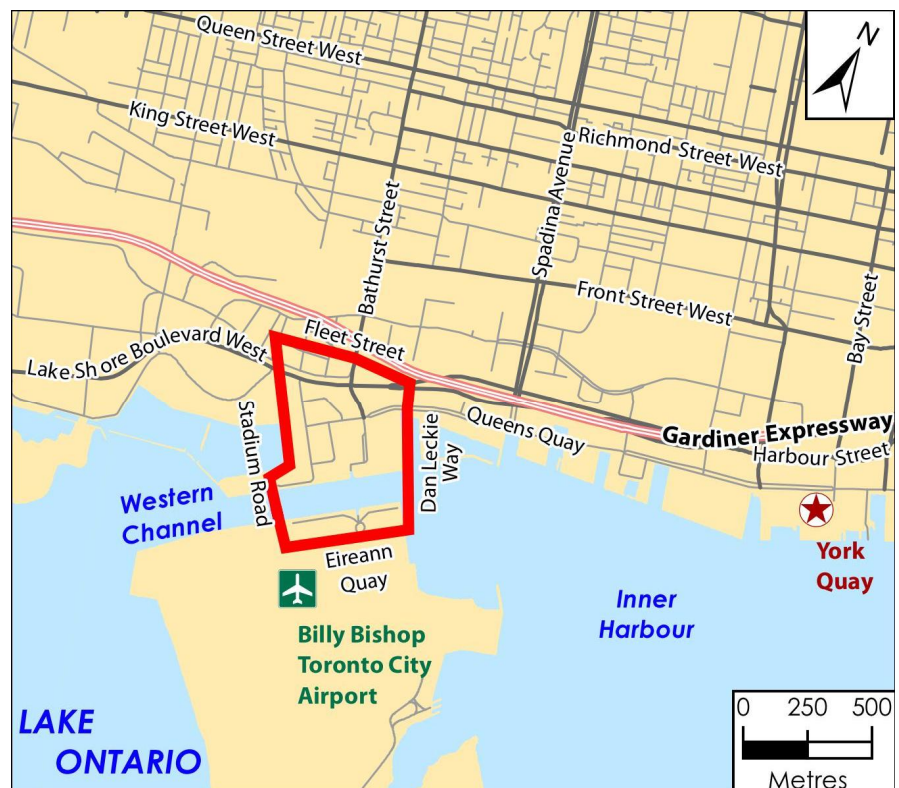 Queen Street West
N
King Street West
Richmond Street West
Spadina Avenue
Bathurst Street
Front Street West
Bay Street
Fleet Street
Lake Shore Boulevard West
Stadium Road
Queens Quay
Gardiner Expressway
Harbour Street
Dan Leckie
Way
Western
Channel
York
Quay
Eireann
Quay
Inner
Harbour
Billy Bishop
Toronto City
Airport
LAKE
ONTARIO
0 250 500
Metres